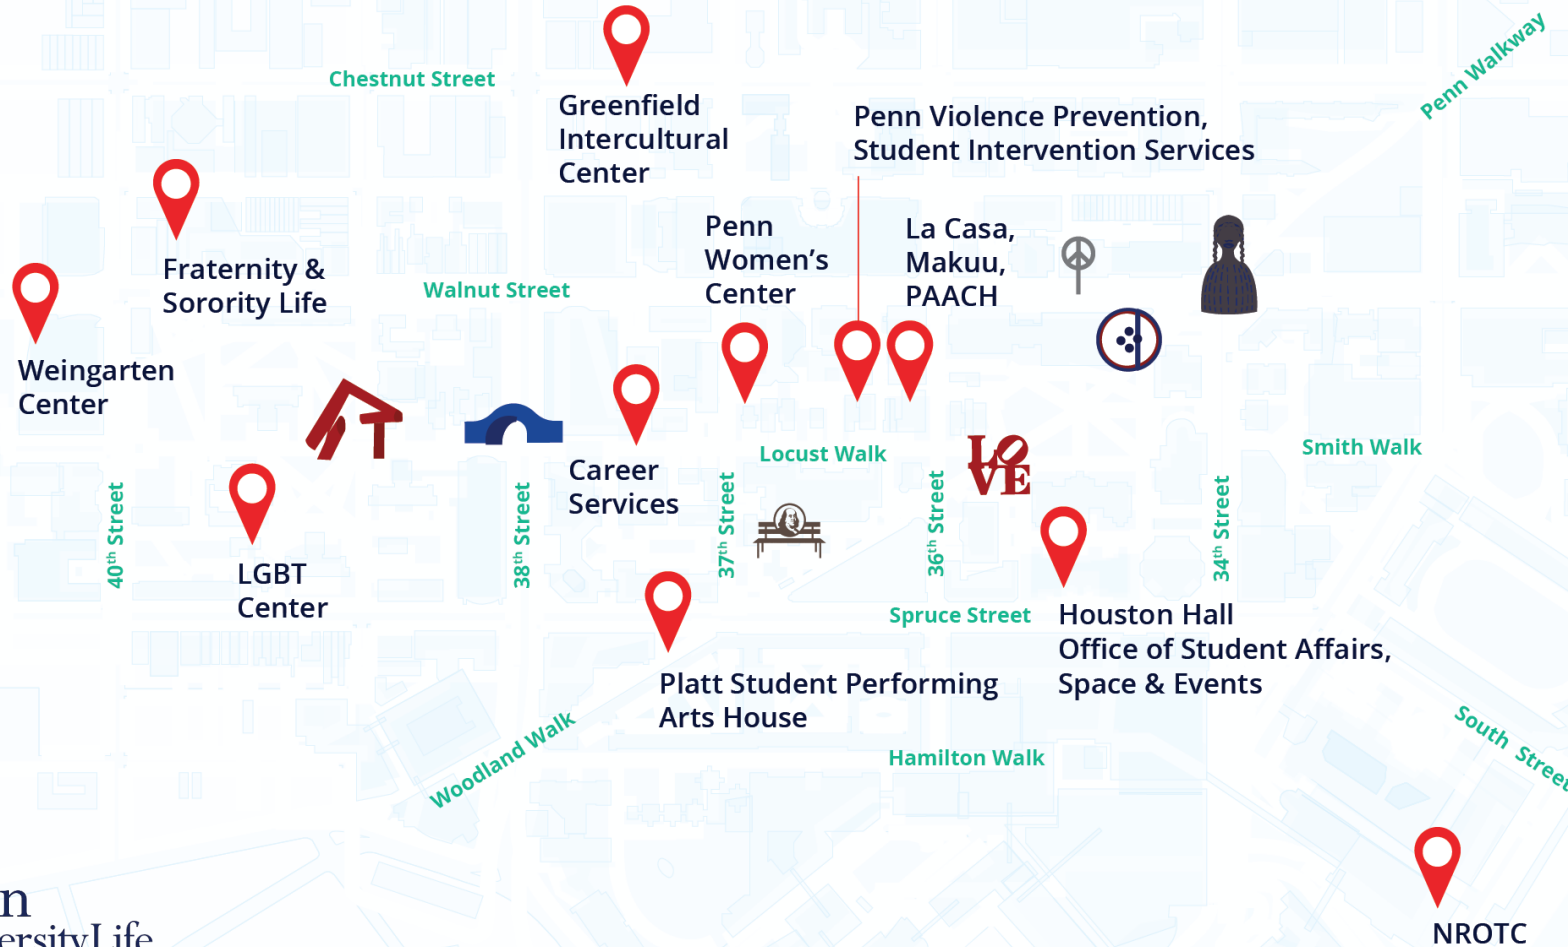 Penn Walkway
Chestnut Street
Greenfield
Intercultural
Center
Penn Violence Prevention,
Student Intervention Services
Fraternity &
Sorority Life
Penn
Women’s
Center
La Casa,
Makuu,
PAACH
Walnut Street
Weingarten
Center
LOVE
Locust Walk
Smith Walk
Career
Services
40th Street
38th Street
37th Street
36th Street
34th Street
LGBT
Center
Spruce Street
Houston Hall
Office of Student Affairs,
Space & Events
Platt Student Performing
Arts House
Woodland Walk
Hamilton Walk
South Street
n
ersityLife
NROTC